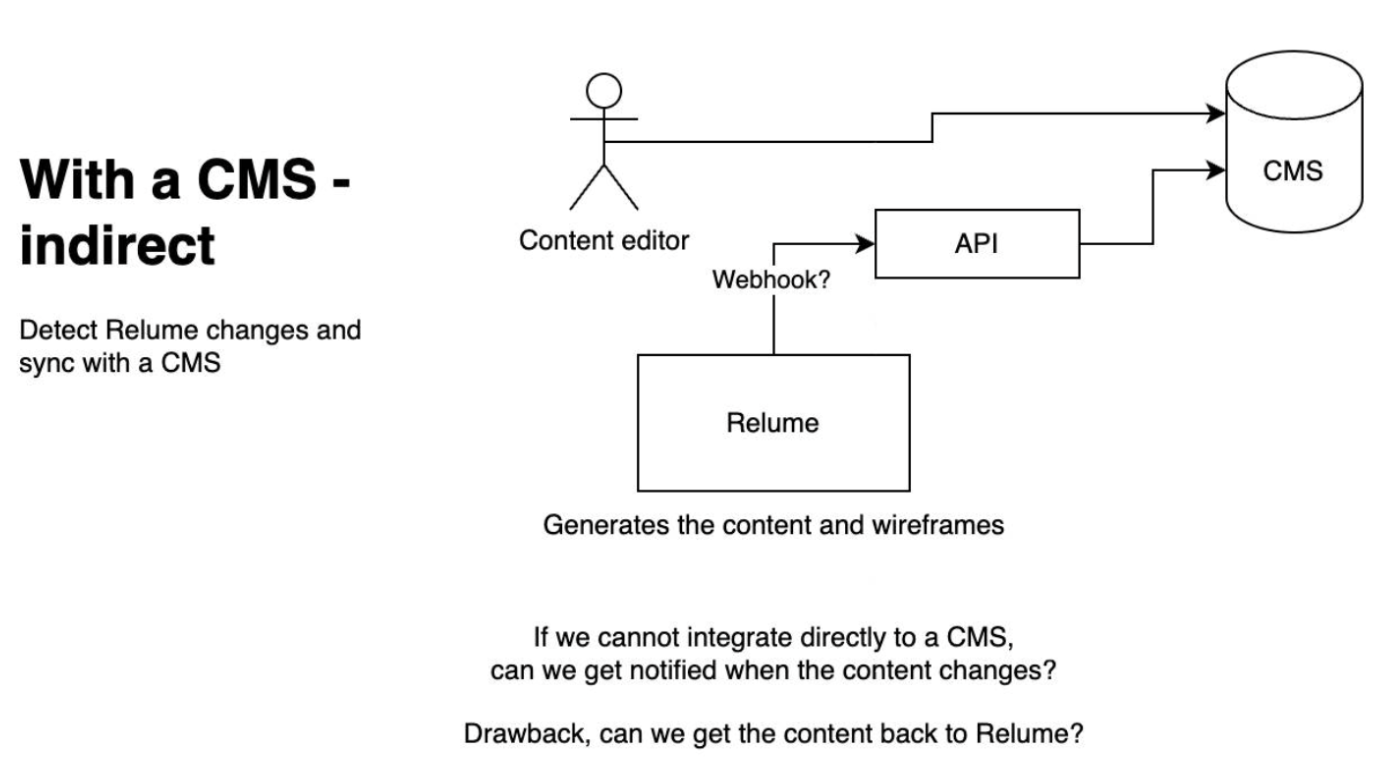 With a CMS -
indirect
Detect Relume changes and
sync with a CMS
Content editor
CMS
API
Webhook?
Relume
Generates the content and wireframes
If we cannot integrate directly to a CMS,
can we get notified when the content changes?
Drawback, can we get the content back to Relume?